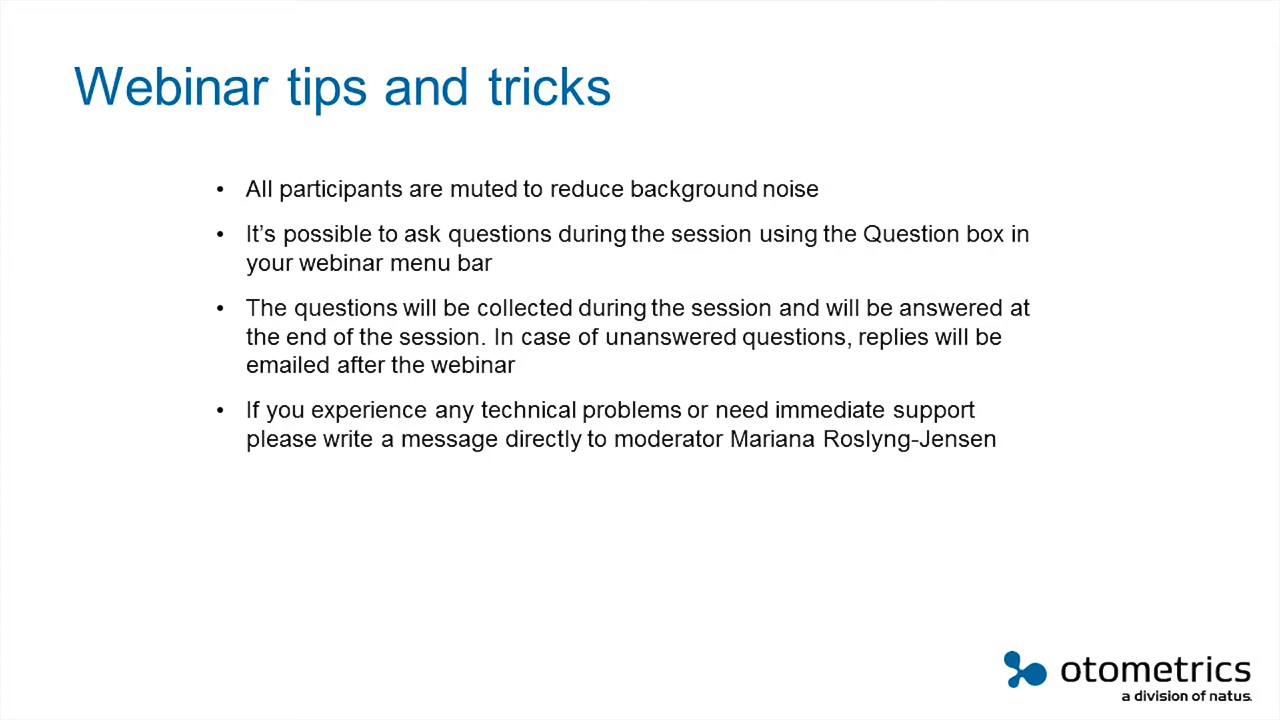 Webinar tips and tricks
• All participants are muted to reduce background noise
• It’s possible to ask questions during the session using the Question box in
your webinar menu bar
• The questions will be collected during the session and will be answered at
the end of the session. In case of unanswered questions, replies will be
emailed after the webinar
• If you experience any technical problems or need immediate support
please write a message directly to moderator Mariana Roslyng-Jensen
otometrics
a division of natus.